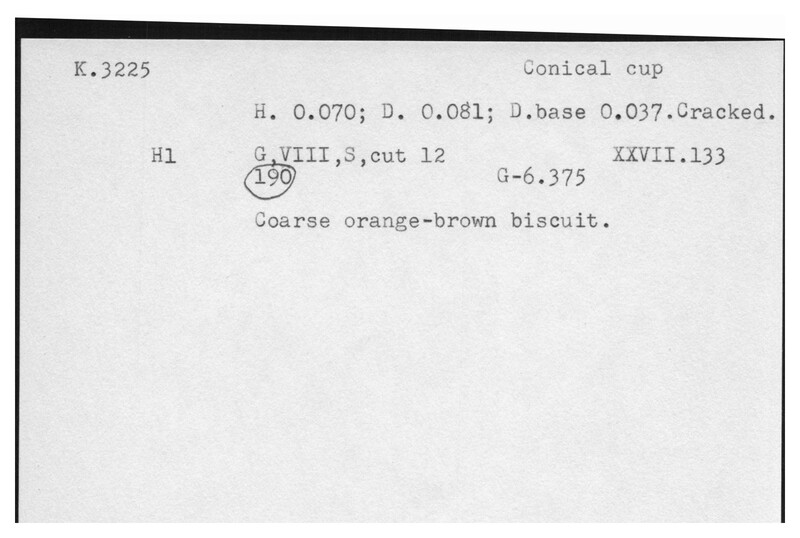 K.3225 Conical cup
H. 0.070; D. 0.081; D.base 0.037.Cracked.
H1 G,VIII,S,cut 12 XXVII.133
190 G-6.375
Coarse orange-brown biscuit.